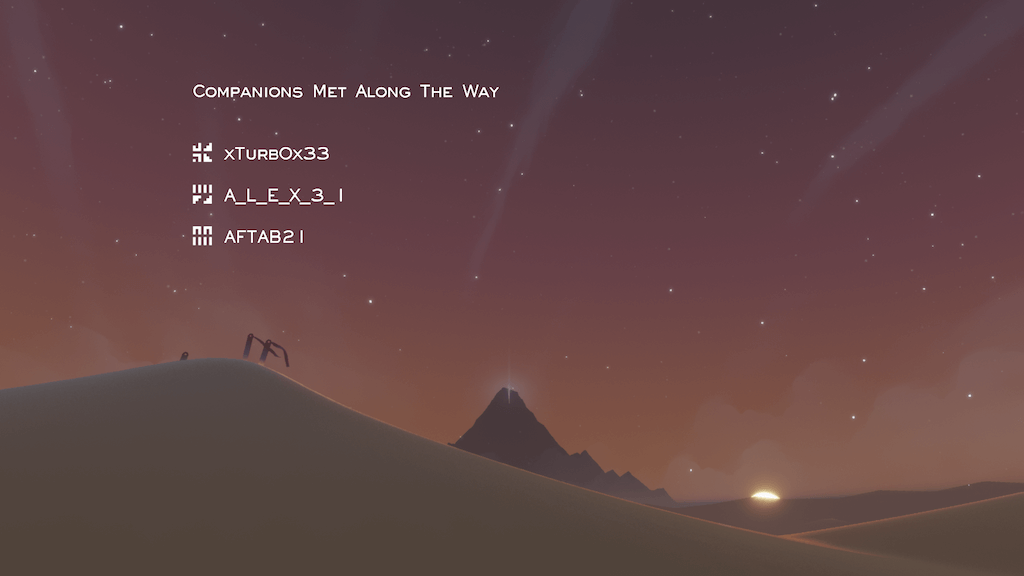 Companions Met Along The Way
xTurbOx33
A_L_E_X_3_1
AFTAB21